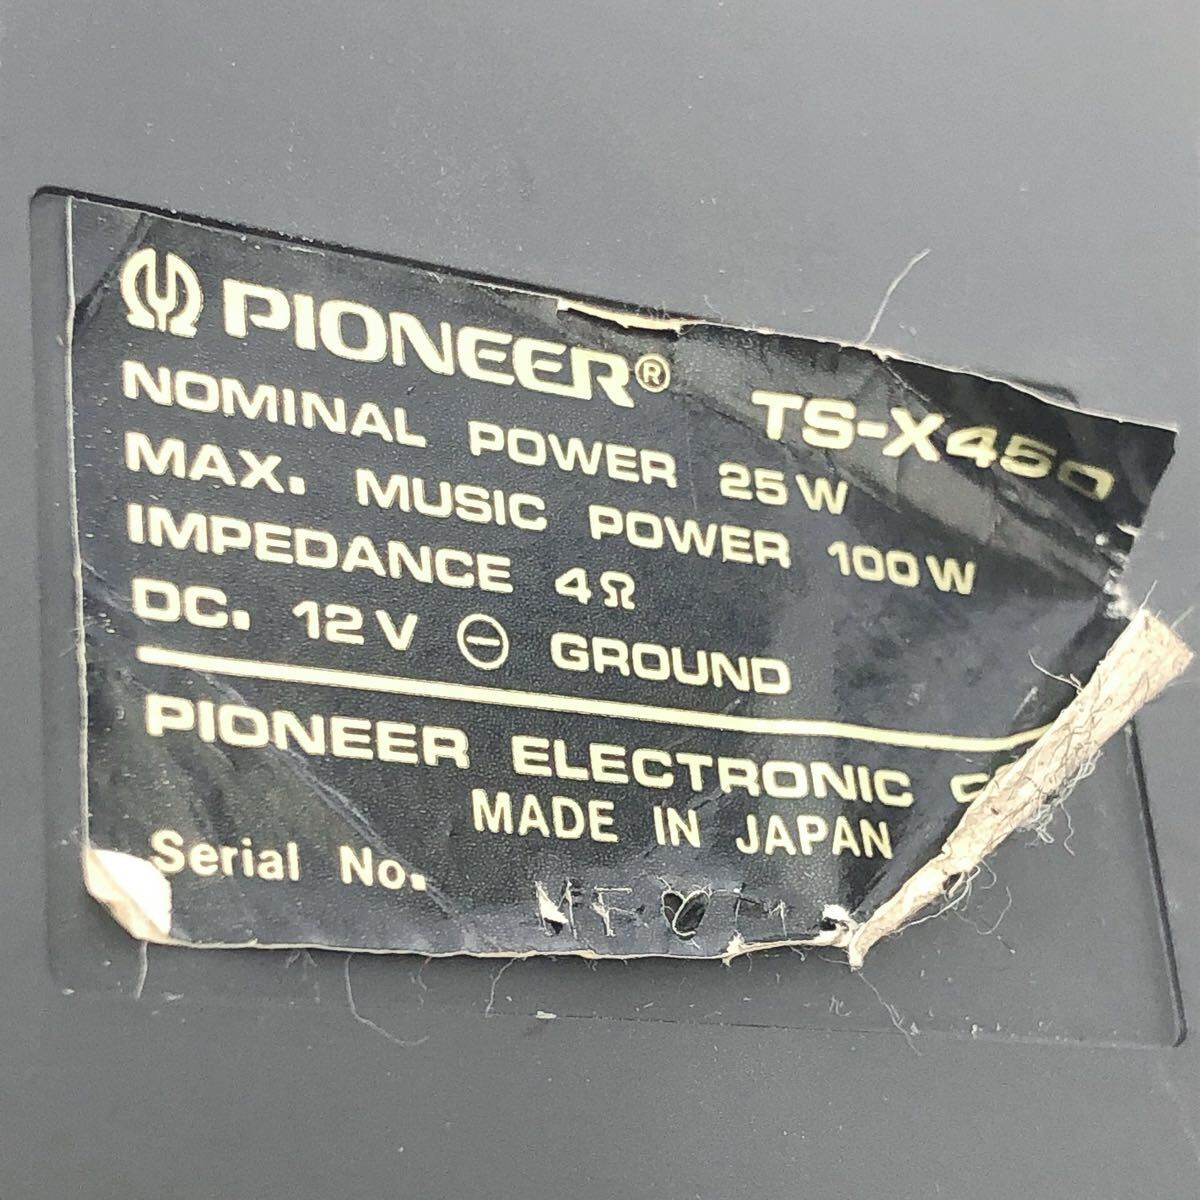 PIONEER® TS-X450
NOMINAL POWER 25W
MAX. MUSIC POWER 100W
IMPEDANCE 4Ω
DC. 12V ⊖ GROUND
PIONEER ELECTRONIC
MADE IN JAPAN
Serial No.